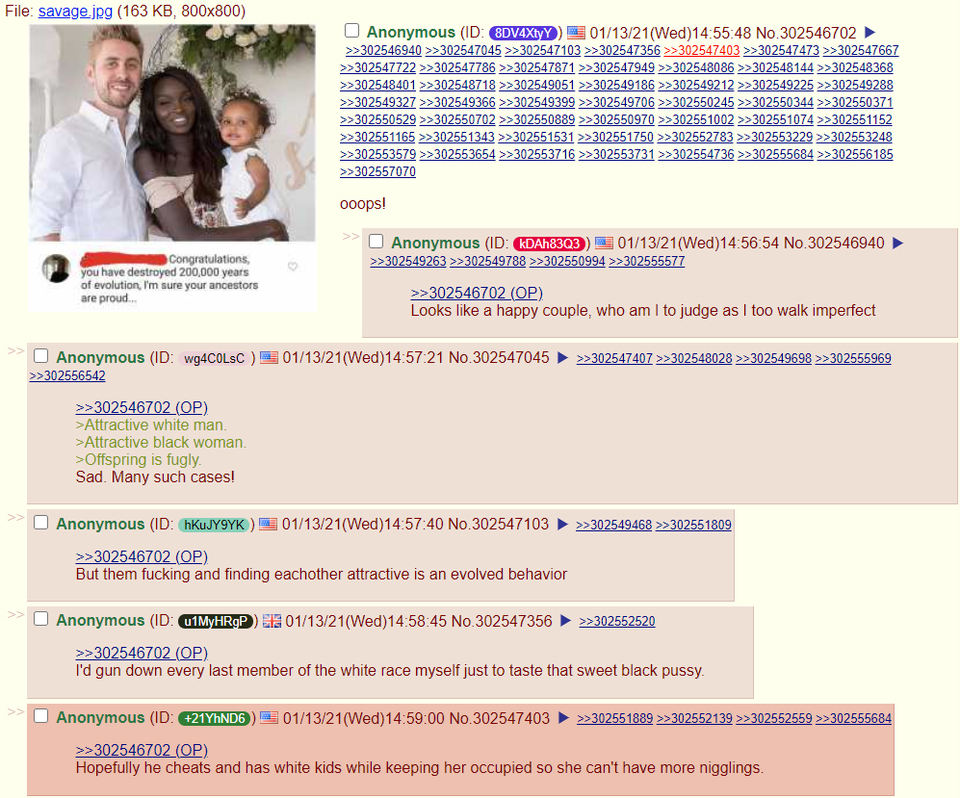 File: savage.jpg (163 KB, 800x800)
Anonymous (ID: 8DV4XtyY) 01/13/21(Wed)14:55:48 No.302546702 ▶
>>302546940 >>302547045 >>302547103 >>302547356 >>302547403 >>302547473 >>302547667
>>302547722 >>302547786 >>302547871 >>302547949 >>302548086 >>302548144 >>302548368
>>302548401 >>302548718 >>302549051 >>302549186 >>302549212 >>302549225 >>302549288
>>302549327 >>302549366 >>302549399 >>302549706 >>302550245 >>302550344 >>302550371
>>302550529 >>302550702 >>302550889 >>302550970 >>302551002 >>302551074 >>302551152
>>302551165 >>302551343 >>302551531 >>302551750 >>302552783 >>302553229 >>302553248
>>302553579 >>302553654 >>302553716 >>302553731 >>302554736 >>302555684 >>302556185
>>302557070
ooops!
Congratulations,
you have destroyed 200,000 years
of evolution, I'm sure your ancestors
are proud...
>> Anonymous (ID: kDAh83Q3) 01/13/21(Wed)14:56:54 No.302546940 ▶
>>302549263 >>302549788 >>302550994 >>302555577
>>302546702 (OP)
Looks like a happy couple, who am I to judge as I too walk imperfect
>> Anonymous (ID: wg4C0LsC) 01/13/21(Wed)14:57:21 No.302547045 ▶ >>302547407 >>302548028 >>302549698 >>302555969
>>302556542
>>302546702 (OP)
>Attractive white man.
>Attractive black woman.
>Offspring is fugly.
Sad. Many such cases!
>> Anonymous (ID: hKuJY9YK) 01/13/21(Wed)14:57:40 No.302547103 ▶ >>302549468 >>302551809
>>302546702 (OP)
But them fucking and finding eachother attractive is an evolved behavior
>> Anonymous (ID: u1MyHRgP) 01/13/21(Wed)14:58:45 No.302547356 ▶ >>302552520
>>302546702 (OP)
I'd gun down every last member of the white race myself just to taste that sweet black pussy.
>> Anonymous (ID: +21YhND6) 01/13/21(Wed)14:59:00 No.302547403 ▶ >>302551889 >>302552139 >>302552559 >>302555684
>>302546702 (OP)
Hopefully he cheats and has white kids while keeping her occupied so she can't have more nigglings.